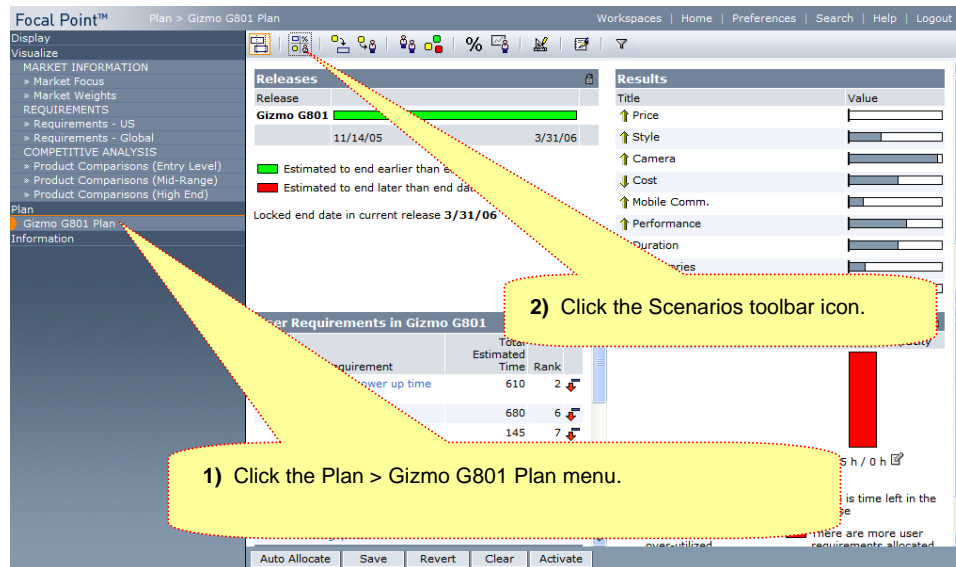 Focal Point™ Plan > Gizmo G801 Plan Workspaces | Home | Preferences | Search | Help | Logout
Display
Visualize
MARKET INFORMATION
» Market Focus
» Market Weights
REQUIREMENTS
» Requirements - US
» Requirements - Global
COMPETITIVE ANALYSIS
» Product Comparisons (Entry Level)
» Product Comparisons (Mid-Range)
» Product Comparisons (High End)
Plan
Gizmo G801 Plan
Information
Releases
Release
Gizmo G801
11/14/05 3/31/06
Estimated to end earlier than
Estimated to end later than end
Locked end date in current release 3/31/06
Results
Title Value
Price
Style
Camera
Cost
Mobile Comm.
Performance
Duration
2) Click the Scenarios toolbar icon.
User Requirements in Gizmo G801
Total
Estimated
Time Rank
power up time 610 2
680 6
145 7
1) Click the Plan > Gizmo G801 Plan menu.
5 h / 0 h
is time left in the
There are more user
over-utilized requirements allocated
Auto Allocate Save Revert Clear Activate